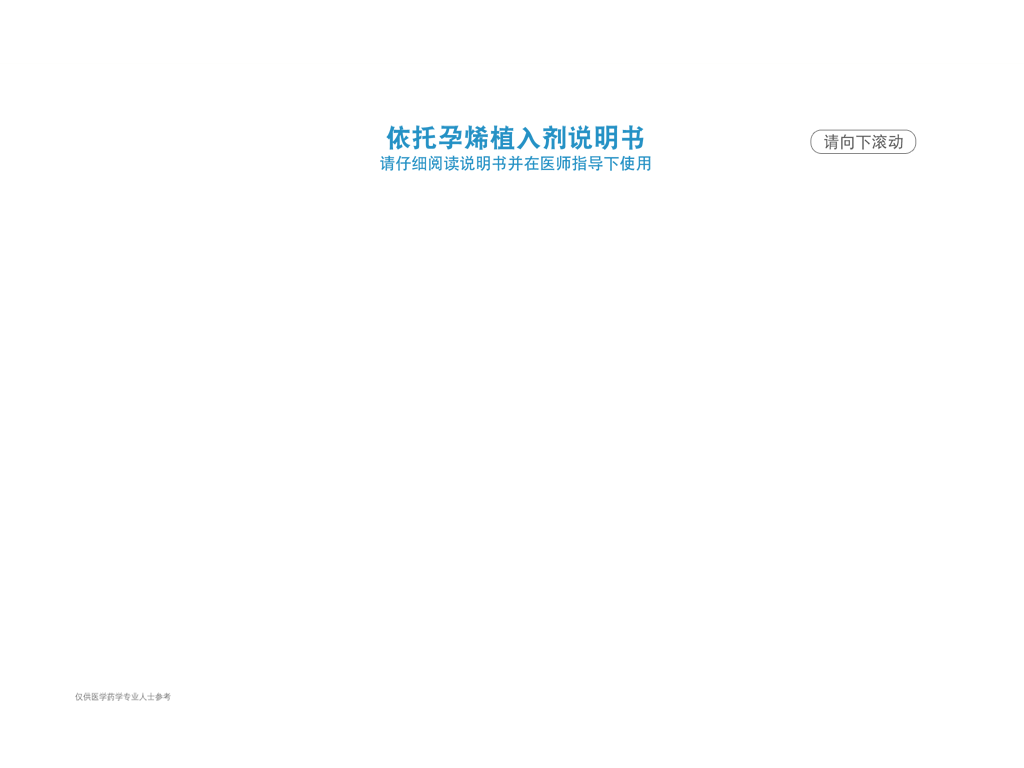 依托孕烯植入剂说明书
请仔细阅读说明书并在医师指导下使用
请向下滚动
仅供医学药学专业人士参考